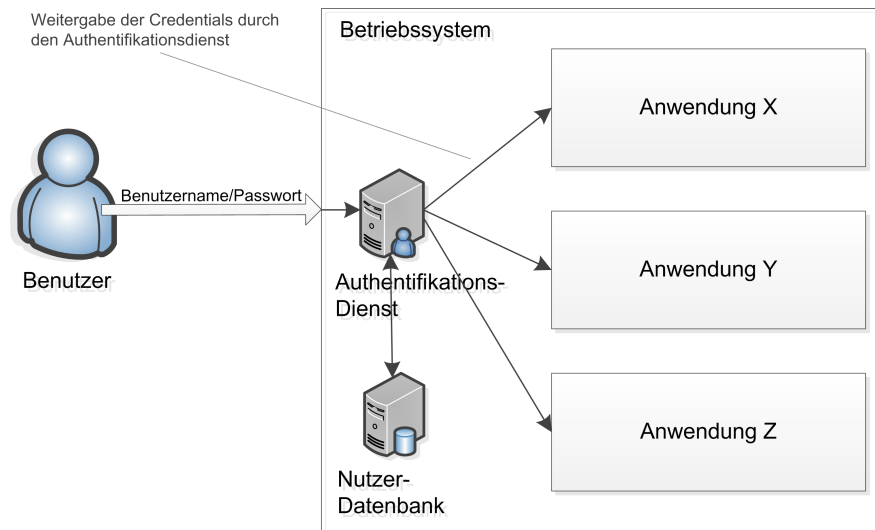 Weitergabe der Credentials durch
den Authentifikationsdienst
Betriebssystem
Anwendung X
Benutzername/Passwort
Benutzer
Authentifikations-
Dienst
Anwendung Y
Anwendung Z
Nutzer-
Datenbank